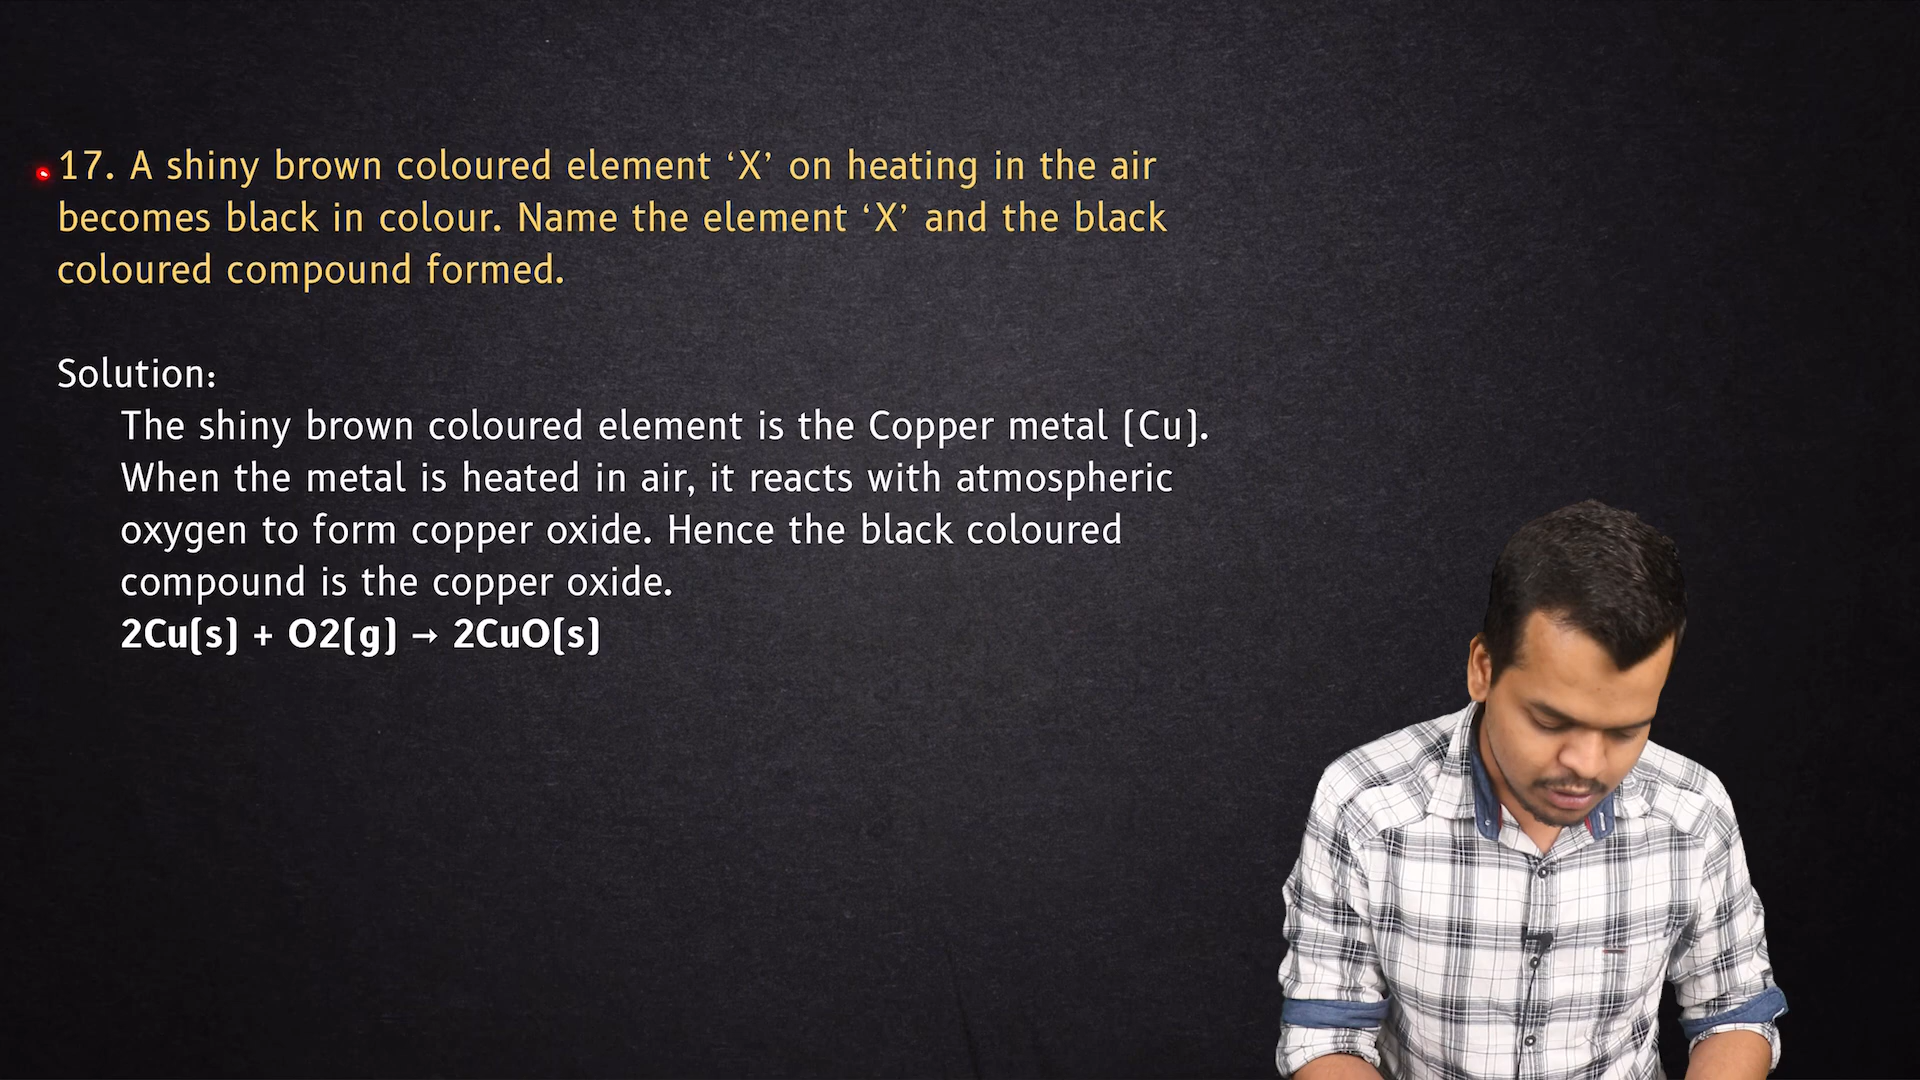 17. A shiny brown coloured element ‘X’ on heating in the air
becomes black in colour. Name the element ‘X’ and the black
coloured compound formed.
Solution:
The shiny brown coloured element is the Copper metal (Cu).
When the metal is heated in air, it reacts with atmospheric
oxygen to form copper oxide. Hence the black coloured
compound is the copper oxide.
2Cu(s) + O2(g) → 2CuO(s)